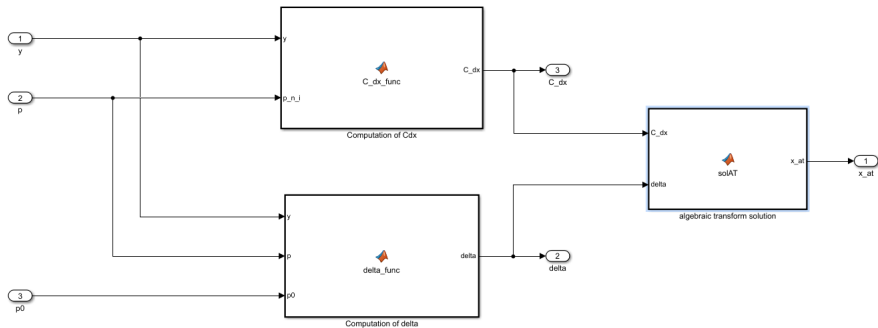 1
y
2
p
y
p_n_i
C_dx_func
C_dx
Computation of Cdx
3
C_dx
C_dx
delta
solAT
x_at
algebraic transform solution
1
x_at
y
p
p0
delta_func
delta
Computation of delta
2
delta
3
p0